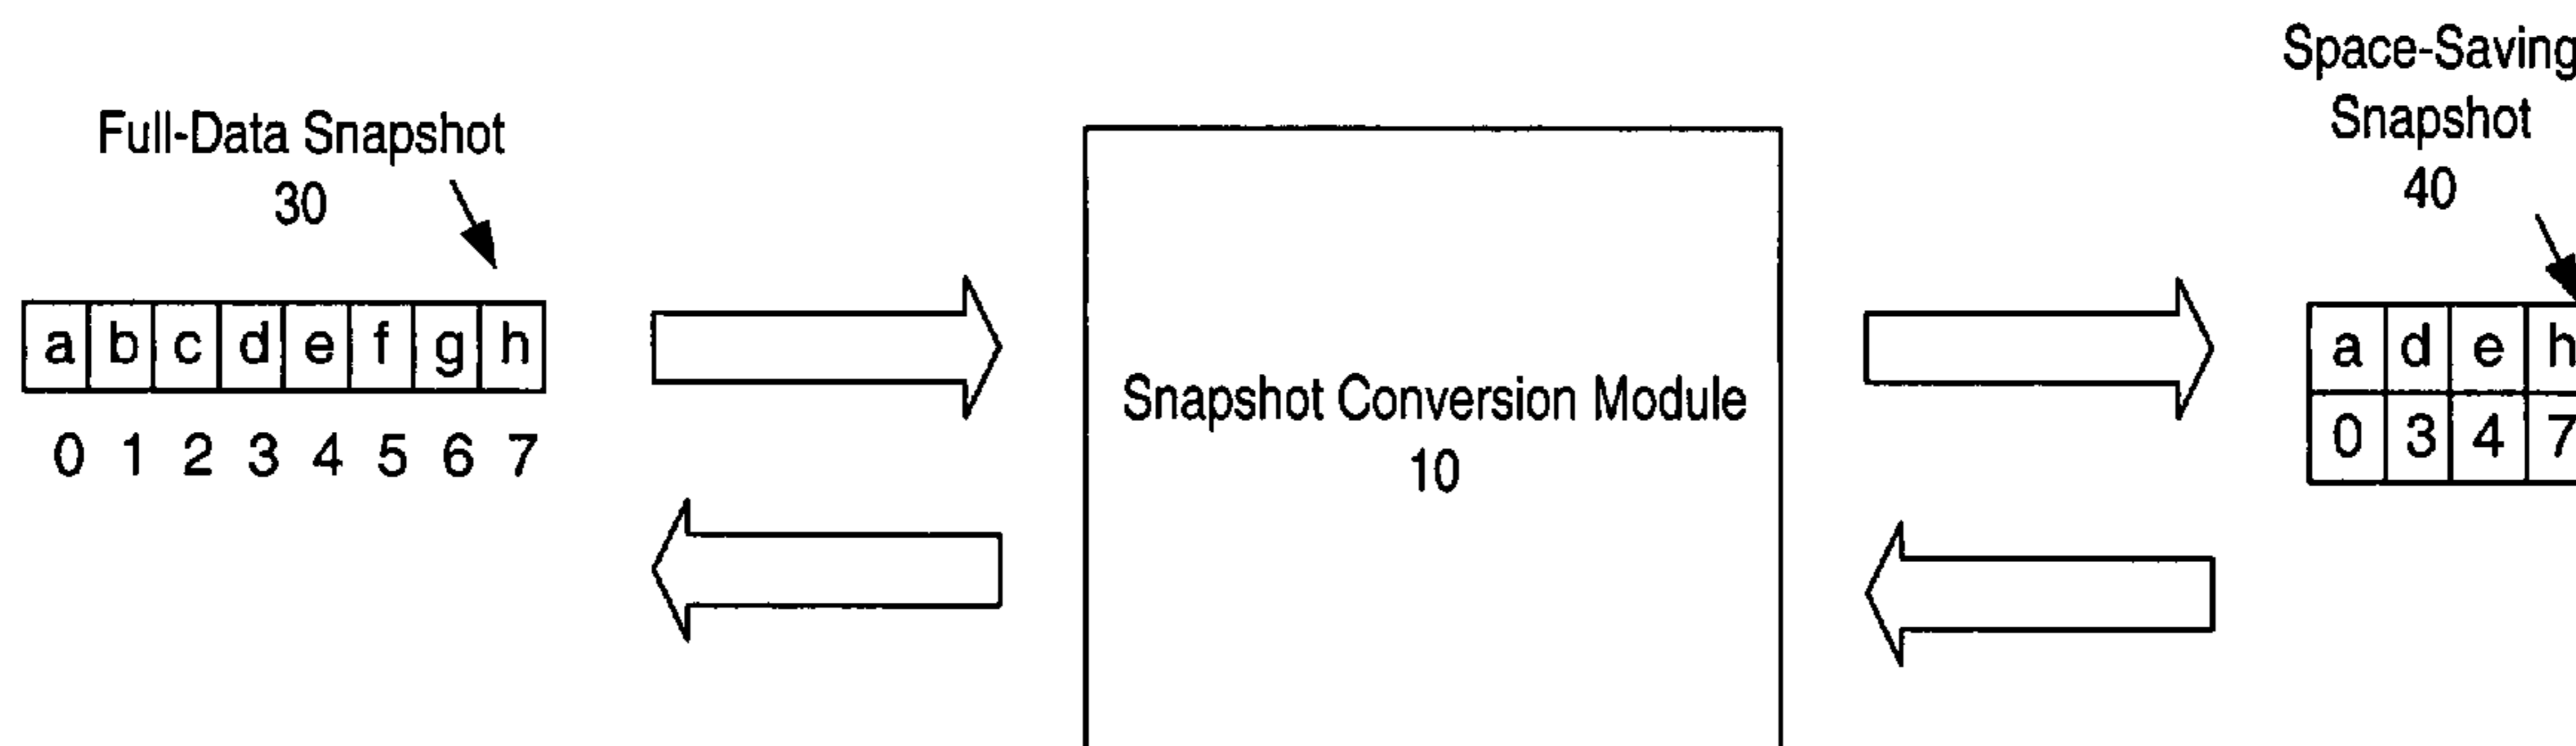 Full-Data Snapshot
30
a b c d e f g h
0 1 2 3 4 5 6 7
Snapshot Conversion Module
10
Space-Saving
Snapshot
40
a d e h
0 3 4 7